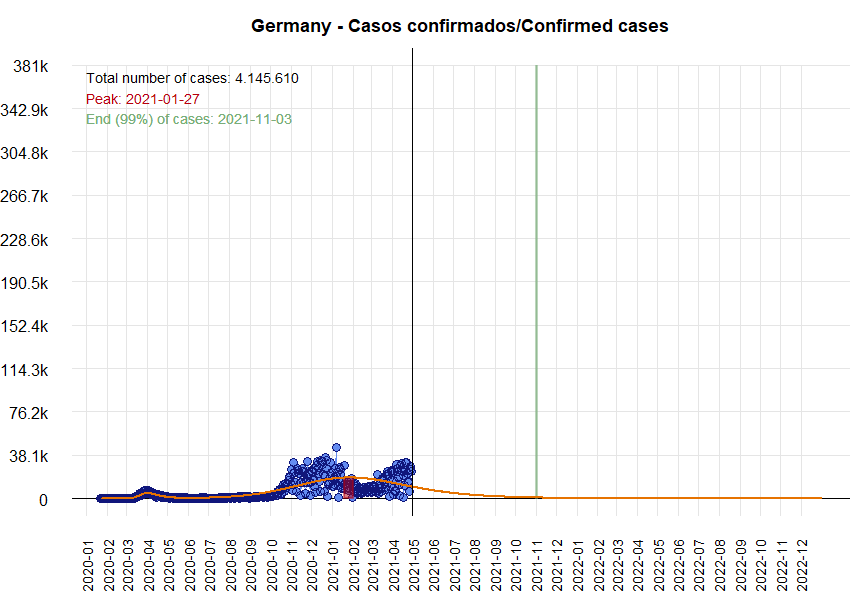 Germany - Casos confirmados/Confirmed cases
381k
342.9k
304.8k
266.7k
228.6k
190.5k
152.4k
114.3k
76.2k
38.1k
0
Total number of cases: 4.145.610
Peak: 2021-01-27
End (99%) of cases: 2021-11-03
2020-01
2020-02
2020-03
2020-04
2020-05
2020-06
2020-07
2020-08
2020-09
2020-10
2020-11
2020-12
2021-01
2021-02
2021-03
2021-04
2021-05
2021-06
2021-07
2021-08
2021-09
2021-10
2021-11
2021-12
2022-01
2022-02
2022-03
2022-04
2022-05
2022-06
2022-07
2022-08
2022-09
2022-10
2022-11
2022-12